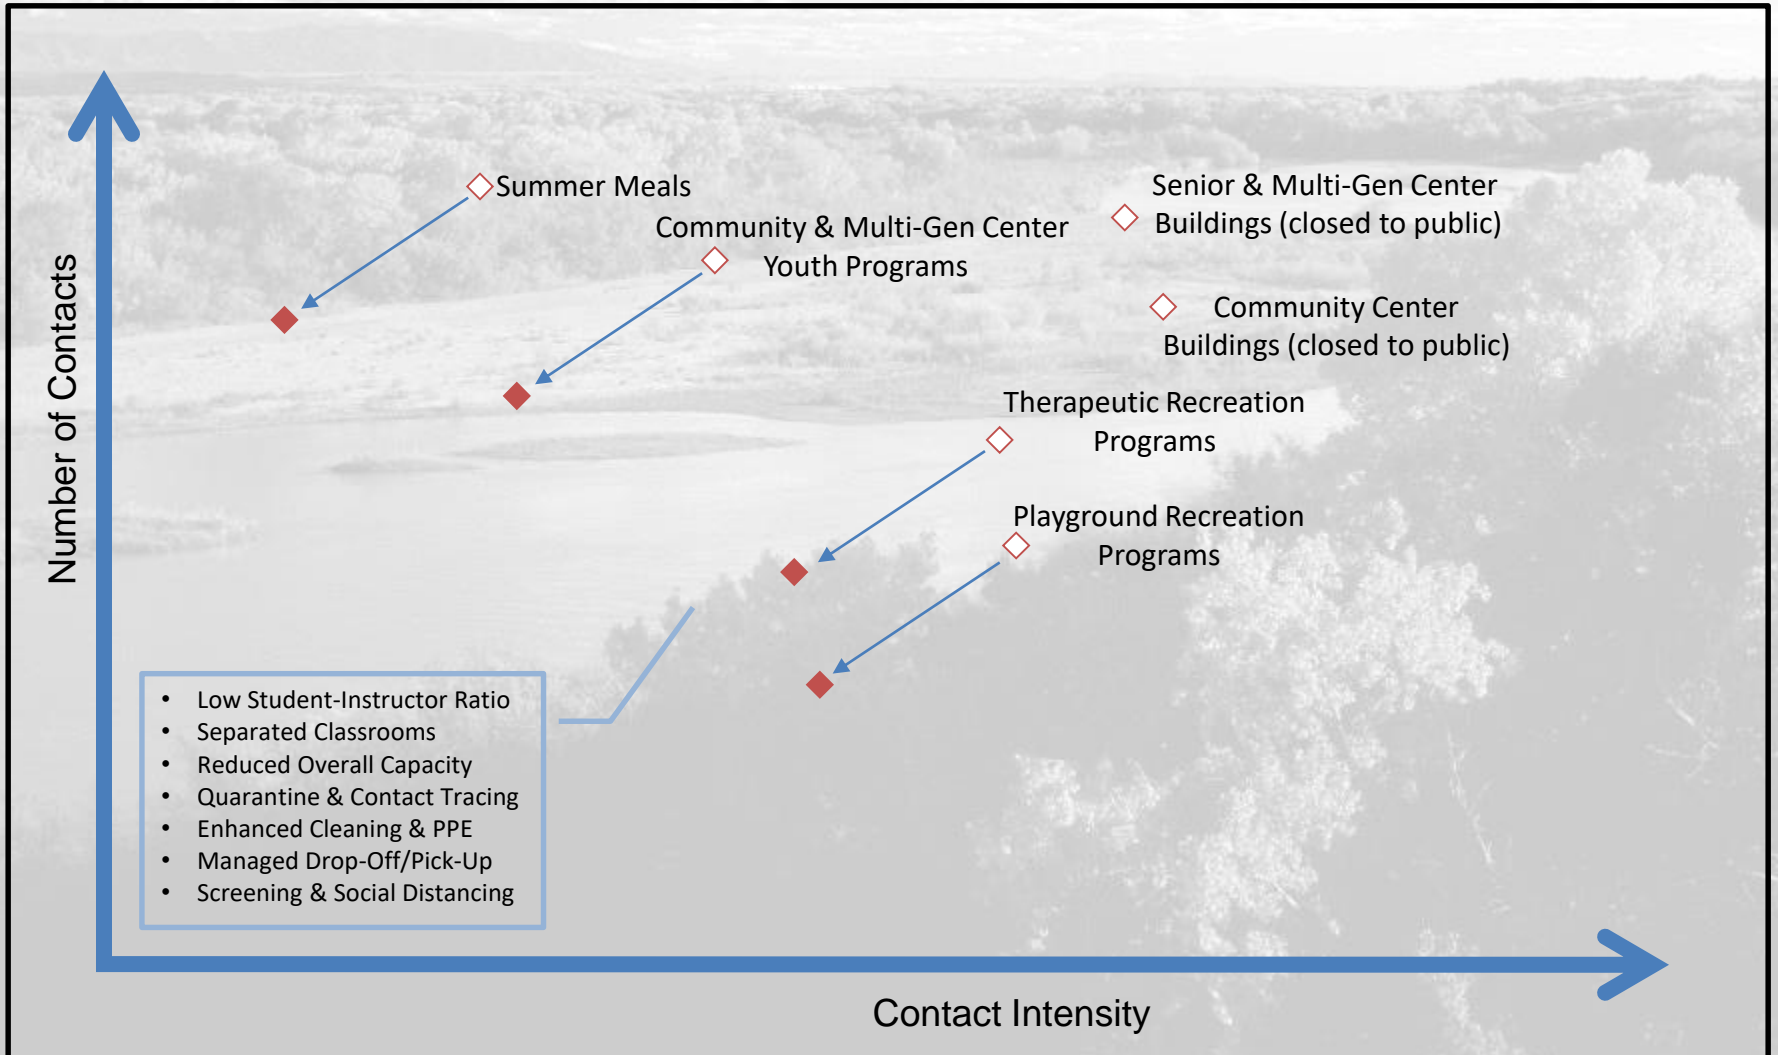 Number of Contacts
Summer Meals
Community & Multi-Gen Center
Youth Programs
Senior & Multi-Gen Center
Buildings (closed to public)
Community Center
Buildings (closed to public)
Therapeutic Recreation
Programs
Playground Recreation
Programs
• Low Student-Instructor Ratio
• Separated Classrooms
• Reduced Overall Capacity
• Quarantine & Contact Tracing
• Enhanced Cleaning & PPE
• Managed Drop-Off/Pick-Up
• Screening & Social Distancing
Contact Intensity